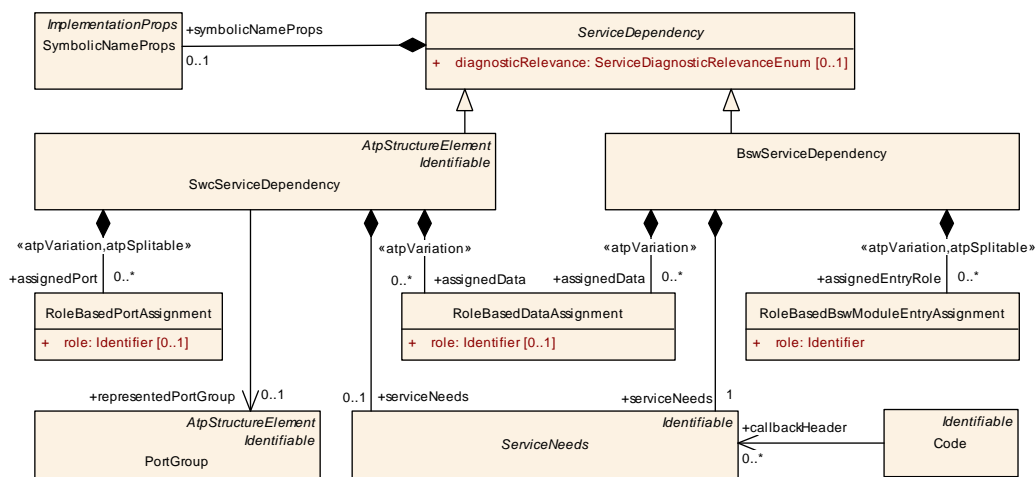 ImplementationProps
SymbolicNameProps
+symbolicNameProps
0..1
ServiceDependency
+ diagnosticRelevance: ServiceDiagnosticRelevanceEnum [0..1]
AtpStructureElement
Identifiable
SwcServiceDependency
BswServiceDependency
«atpVariation,atpSplitable»
«atpVariation»
«atpVariation»
«atpVariation,atpSplitable»
+assignedPort
0..*
0..*
+assignedData
+assignedData
0..*
+assignedEntryRole
0..*
RoleBasedPortAssignment
+ role: Identifier [0..1]
RoleBasedDataAssignment
+ role: Identifier [0..1]
RoleBasedBswModuleEntryAssignment
+ role: Identifier
+representedPortGroup
0..1
0..1
+serviceNeeds
+serviceNeeds
1
AtpStructureElement
Identifiable
PortGroup
Identifiable
ServiceNeeds
+callbackHeader
0..*
Identifiable
Code